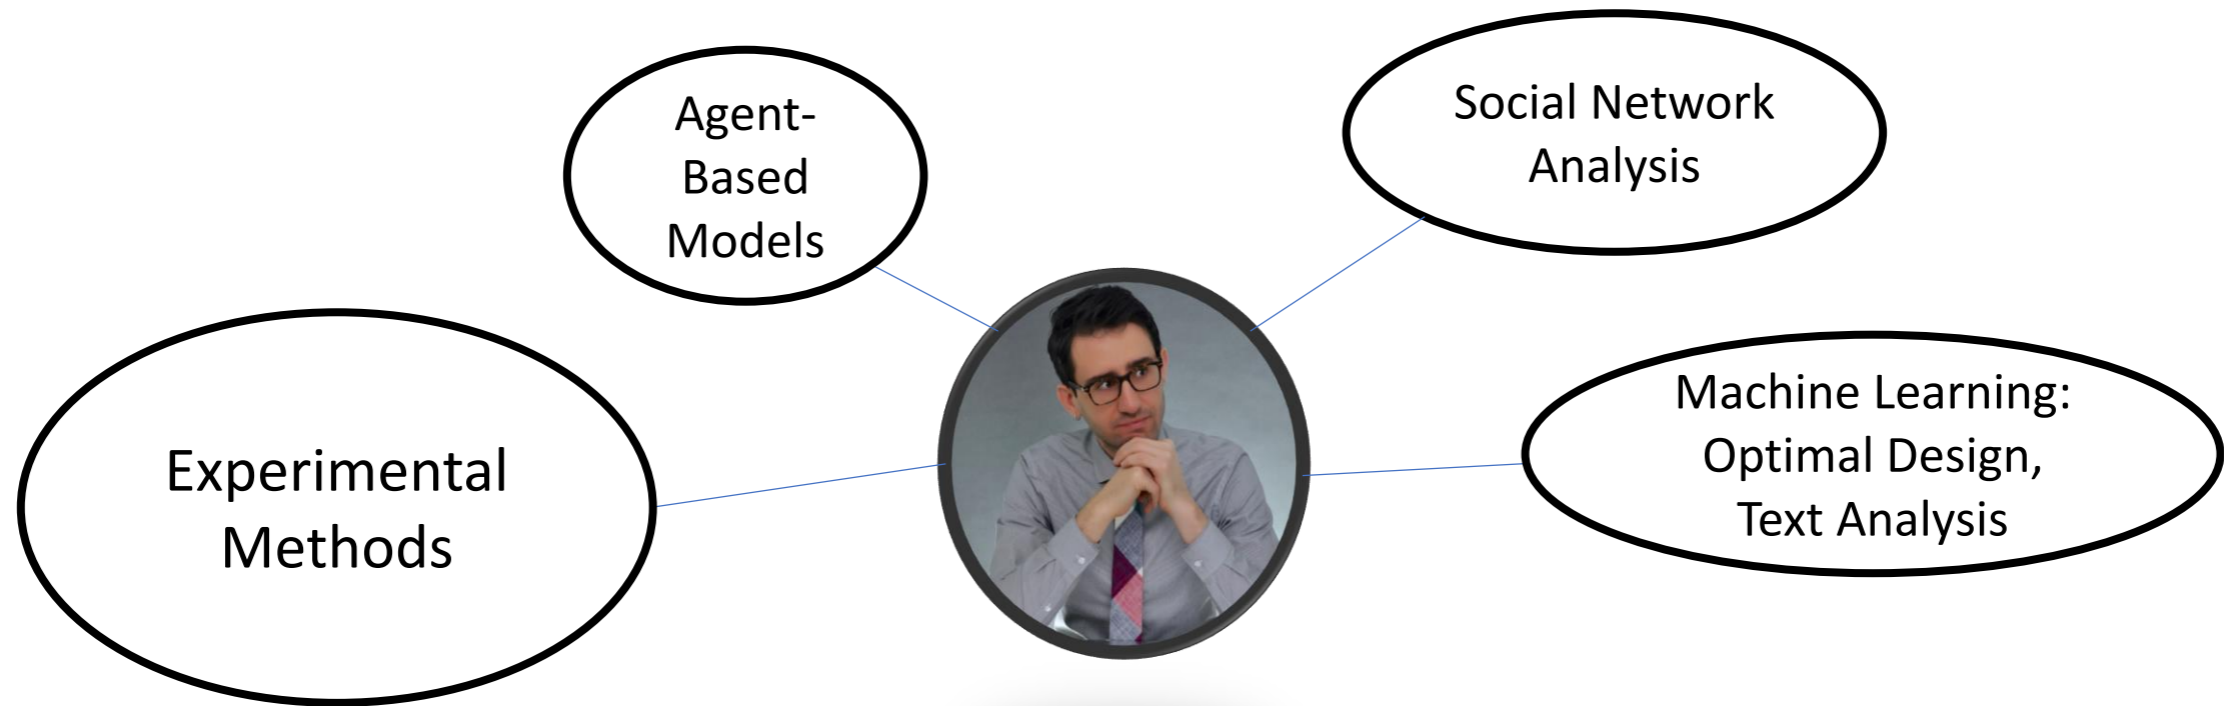 Agent-
Based
Models
Social Network
Analysis
Experimental
Methods
Machine Learning:
Optimal Design,
Text Analysis